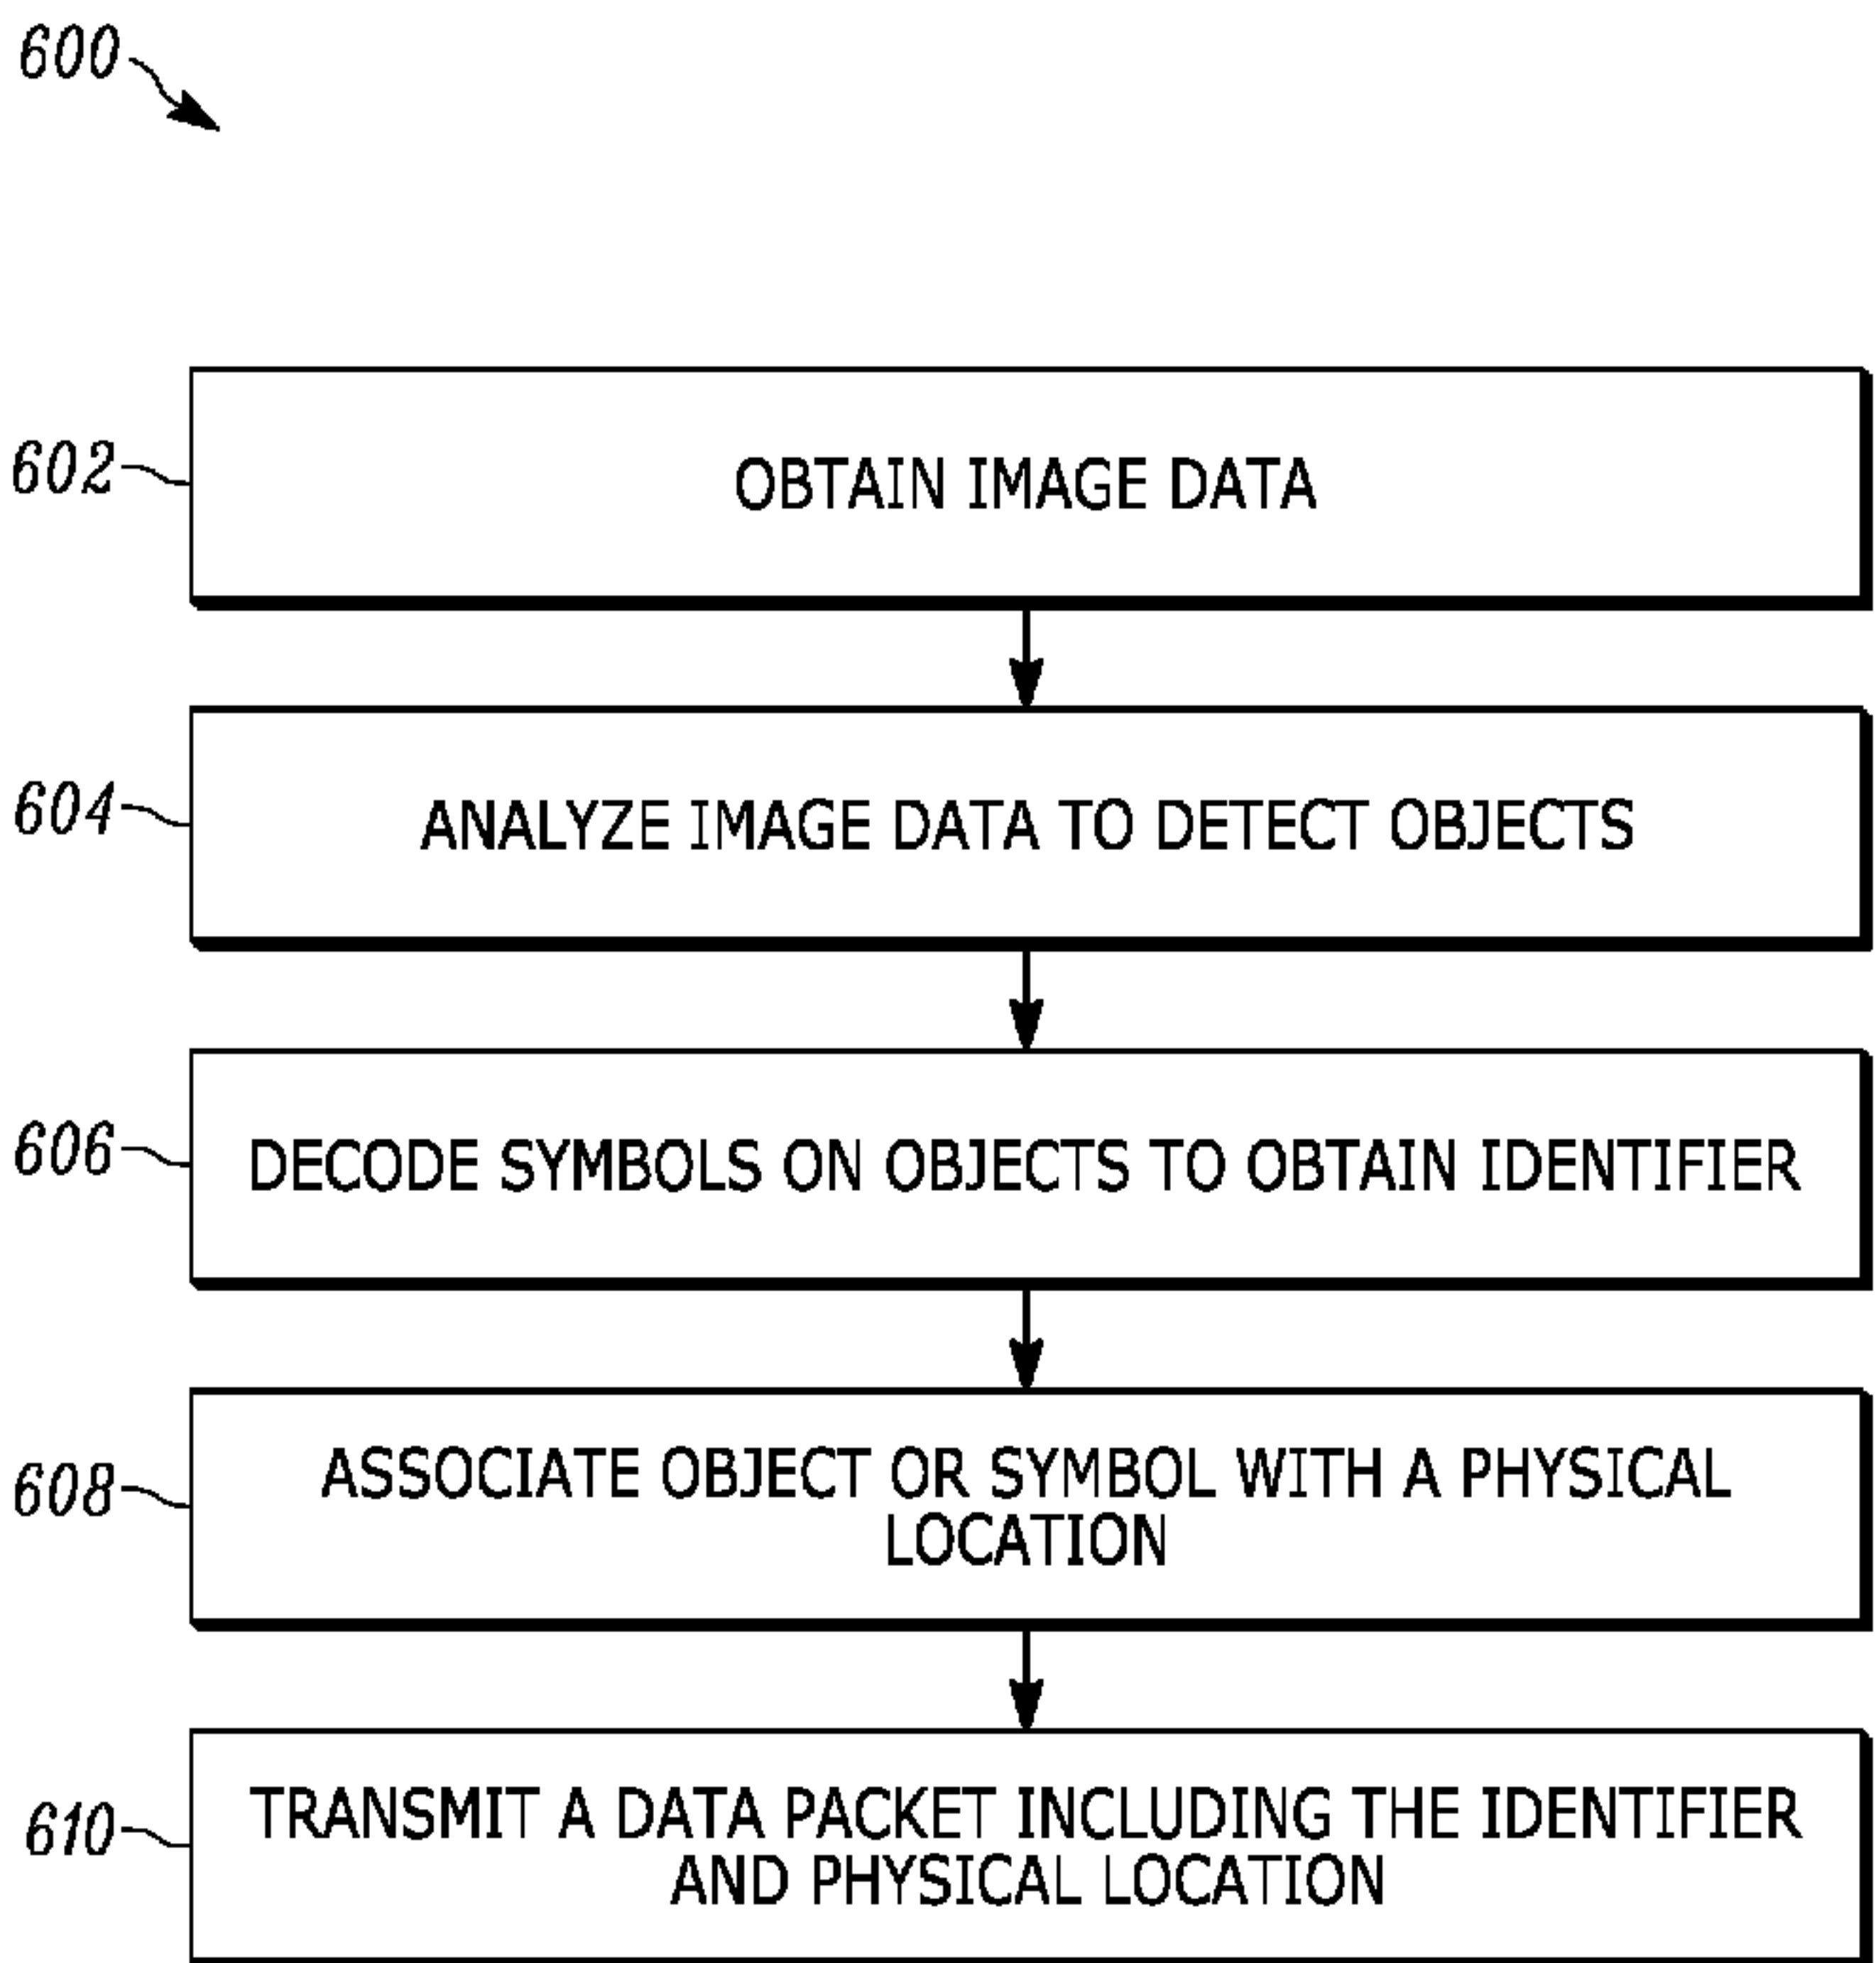 600
602
OBTAIN IMAGE DATA
604
ANALYZE IMAGE DATA TO DETECT OBJECTS
606
DECODE SYMBOLS ON OBJECTS TO OBTAIN IDENTIFIER
608
ASSOCIATE OBJECT OR SYMBOL WITH A PHYSICAL
LOCATION
610
TRANSMIT A DATA PACKET INCLUDING THE IDENTIFIER
AND PHYSICAL LOCATION